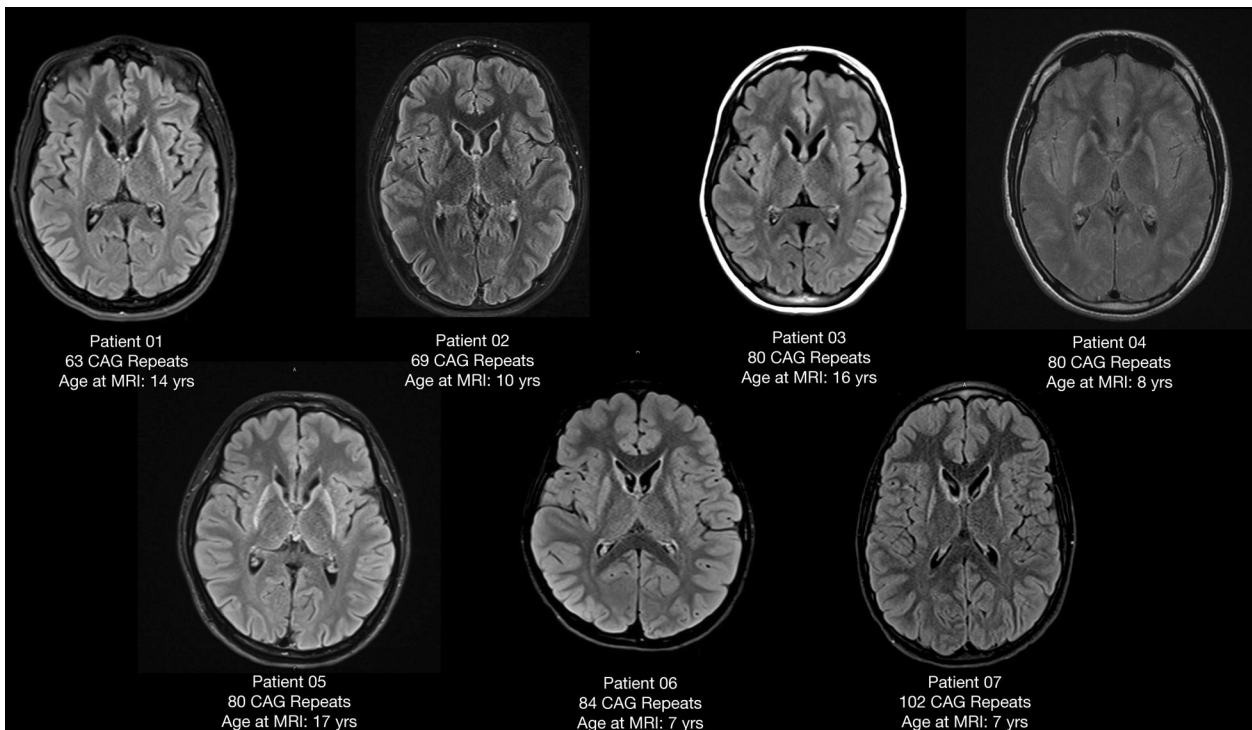 Patient 01
63 CAG Repeats
Age at MRI: 14 yrs
Patient 02
69 CAG Repeats
Age at MRI: 10 yrs
Patient 03
80 CAG Repeats
Age at MRI: 16 yrs
Patient 04
80 CAG Repeats
Age at MRI: 8 yrs
Patient 05
80 CAG Repeats
Age at MRI: 17 yrs
Patient 06
84 CAG Repeats
Age at MRI: 7 yrs
Patient 07
102 CAG Repeats
Age at MRI: 7 yrs